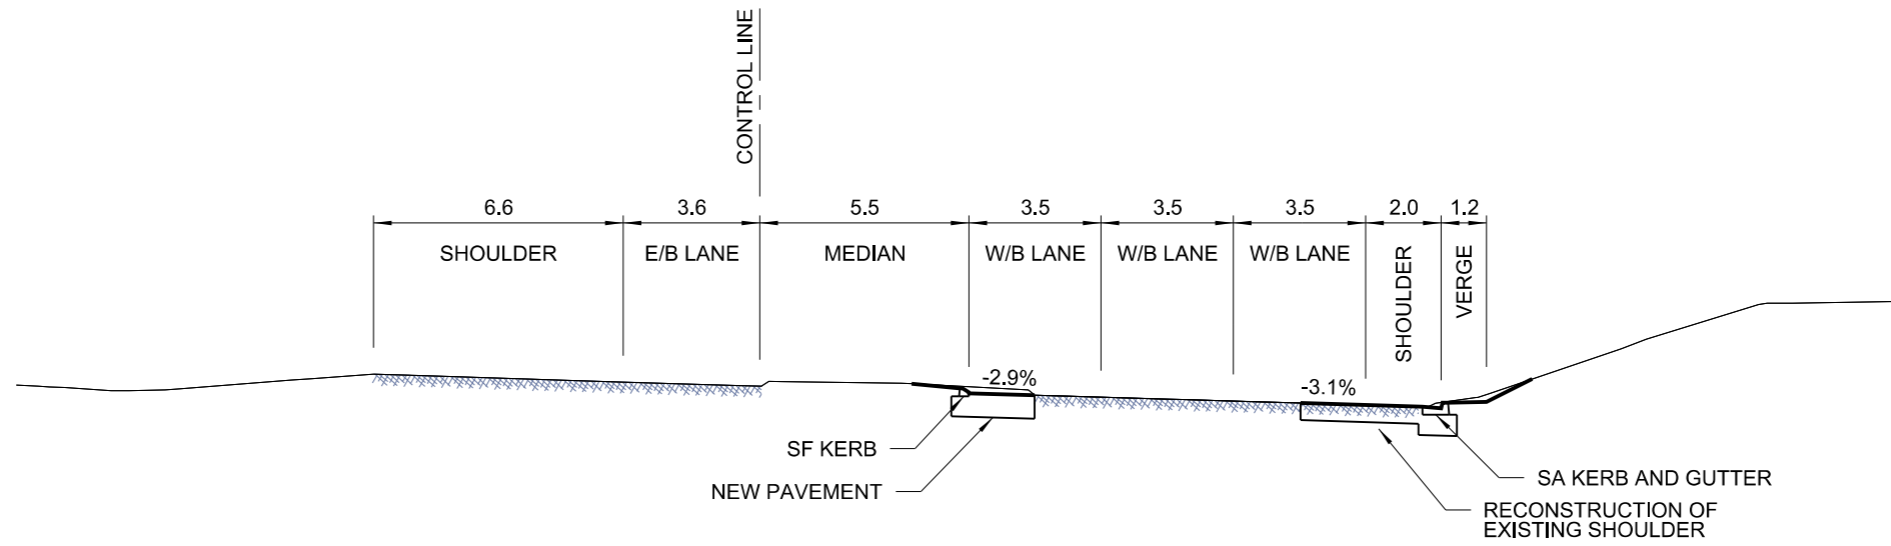 CONTROL LINE
6.6
3.6
5.5
3.5
3.5
3.5
2.0
1.2
SHOULDER
E/B LANE
MEDIAN
W/B LANE
W/B LANE
W/B LANE
SHOULDER
VERGE
-2.9%
-3.1%
SF KERB
NEW PAVEMENT
SA KERB AND GUTTER
RECONSTRUCTION OF
EXISTING SHOULDER